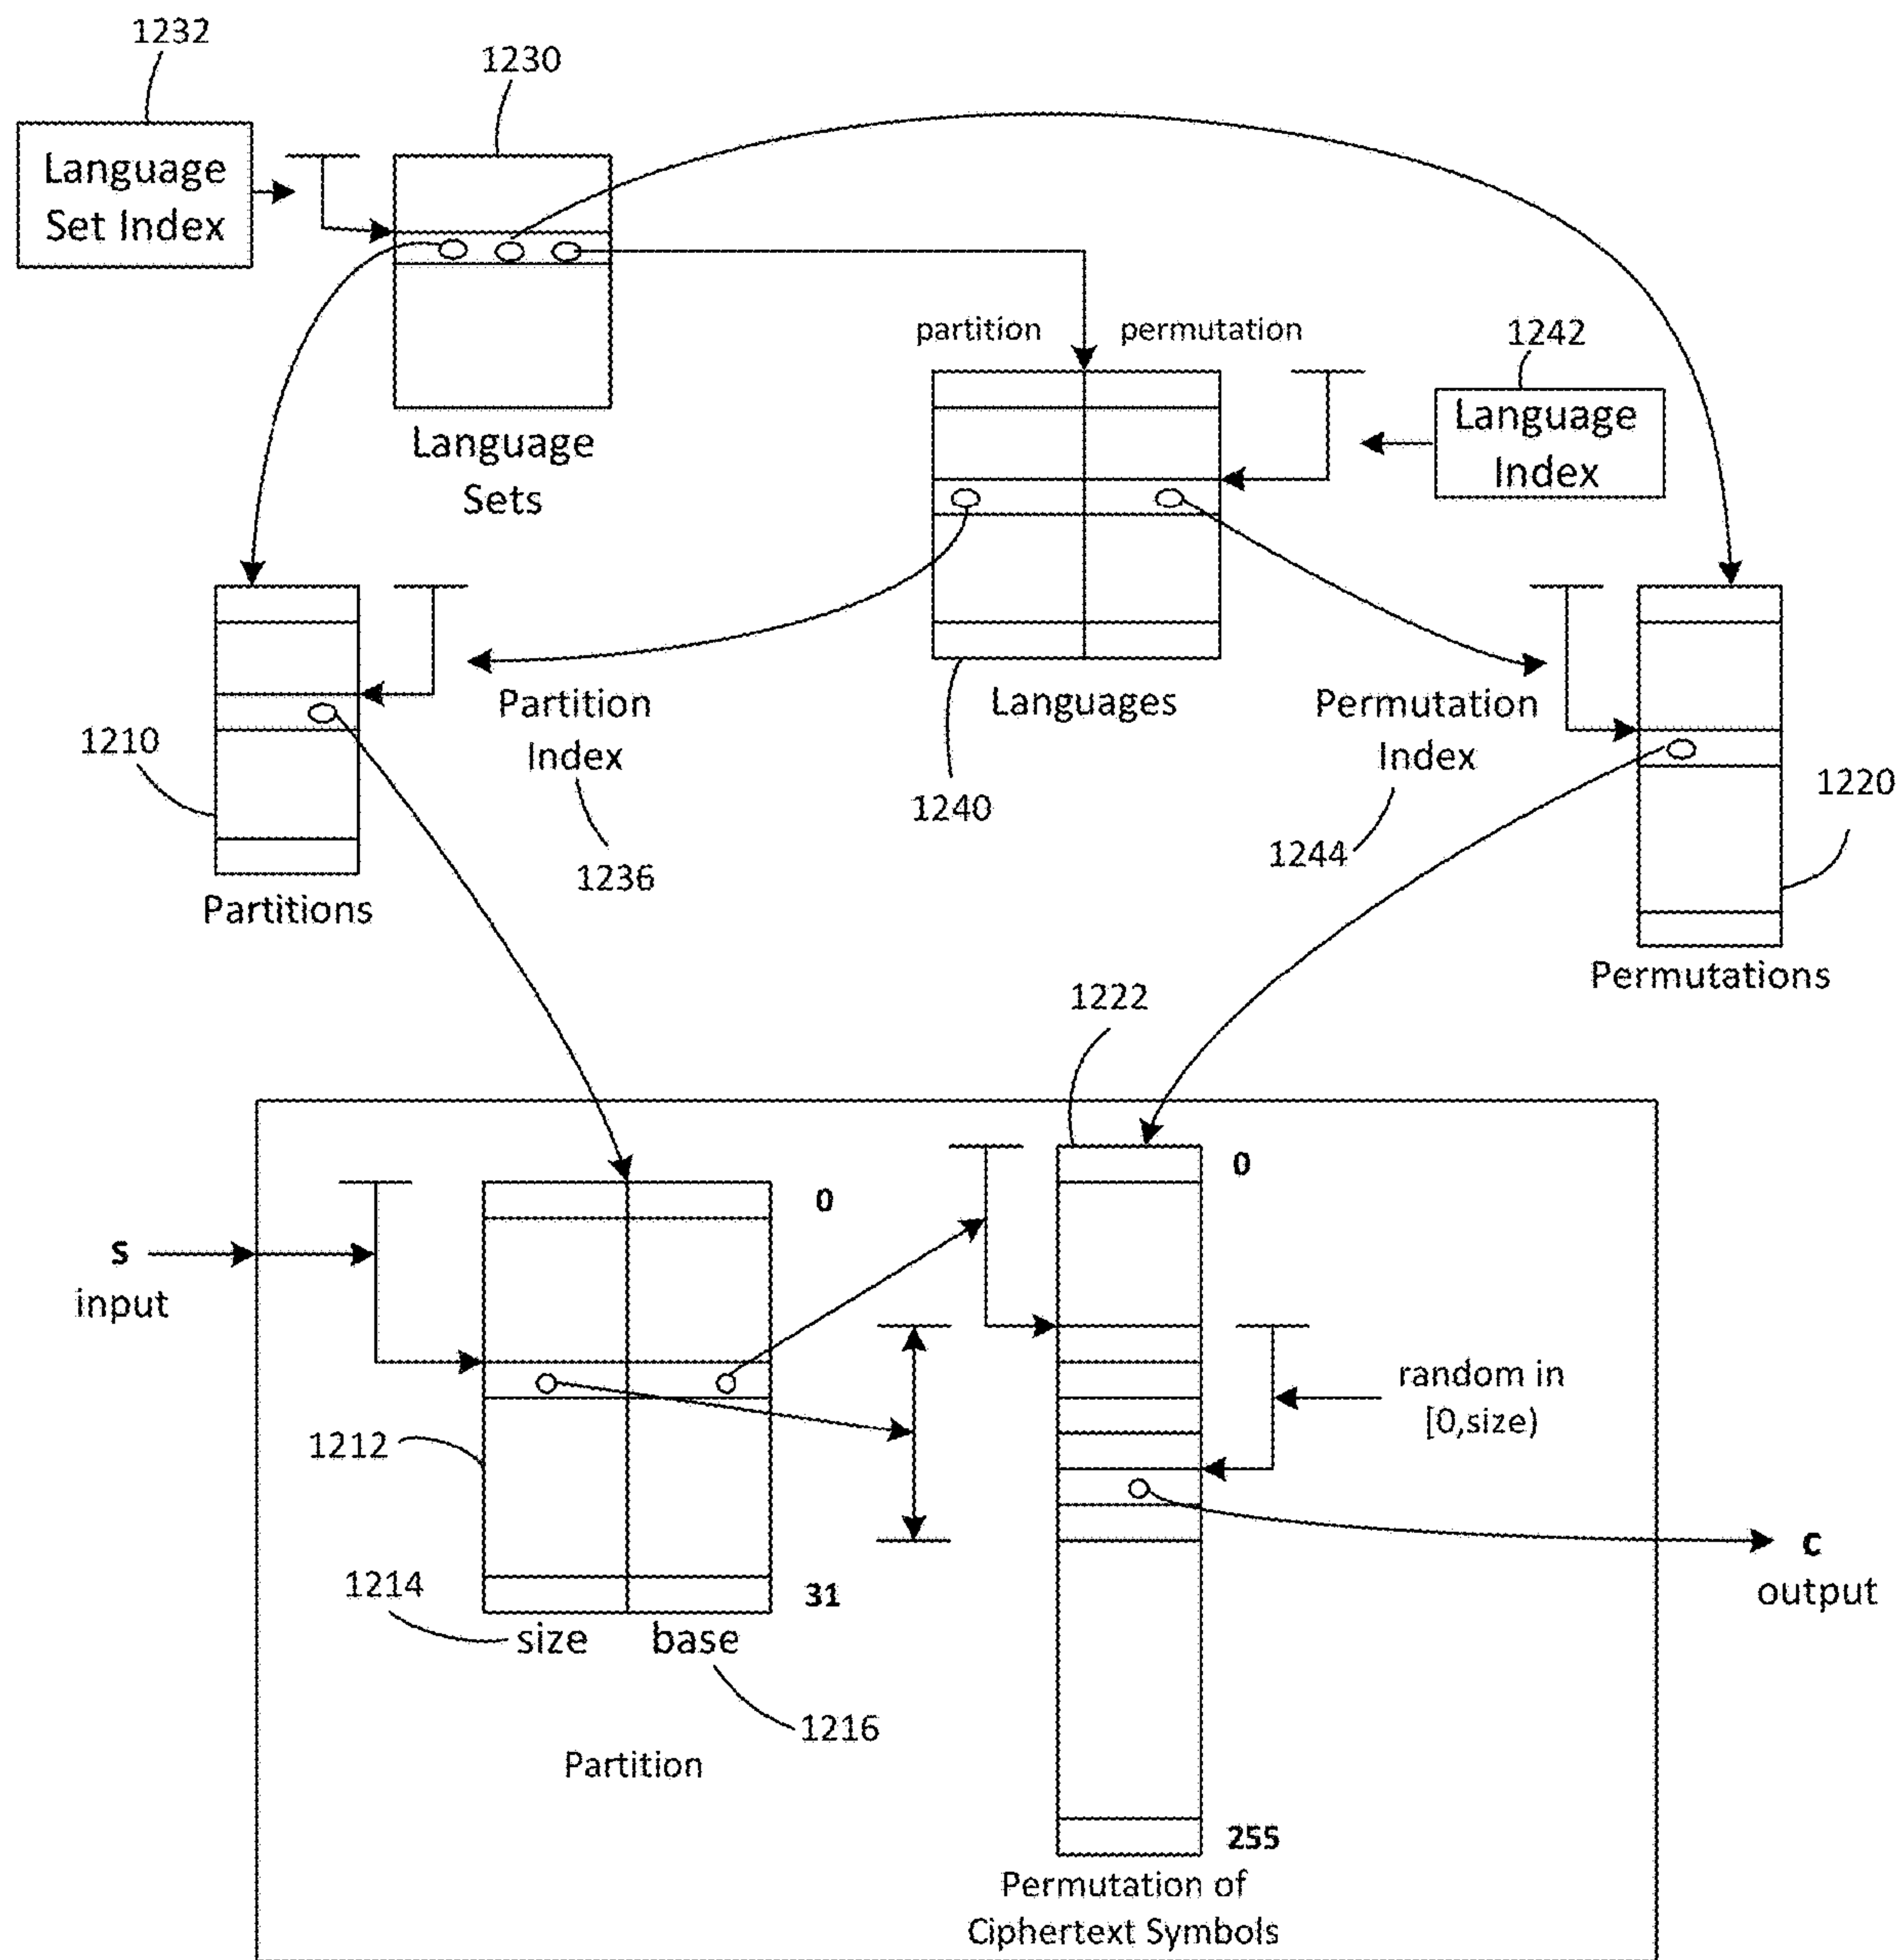 1232
1230
Language
Set Index
Language
Sets
partition
permutation
1242
Language
Index
1210
Partitions
Partition
Index
1236
Languages
1240
Permutation
Index
1244
1220
Permutations
1222
S
input
0
0
random in
[0,size)
1212
1214
31
size
base
1216
Partition
C
output
255
Permutation of
Ciphertext Symbols